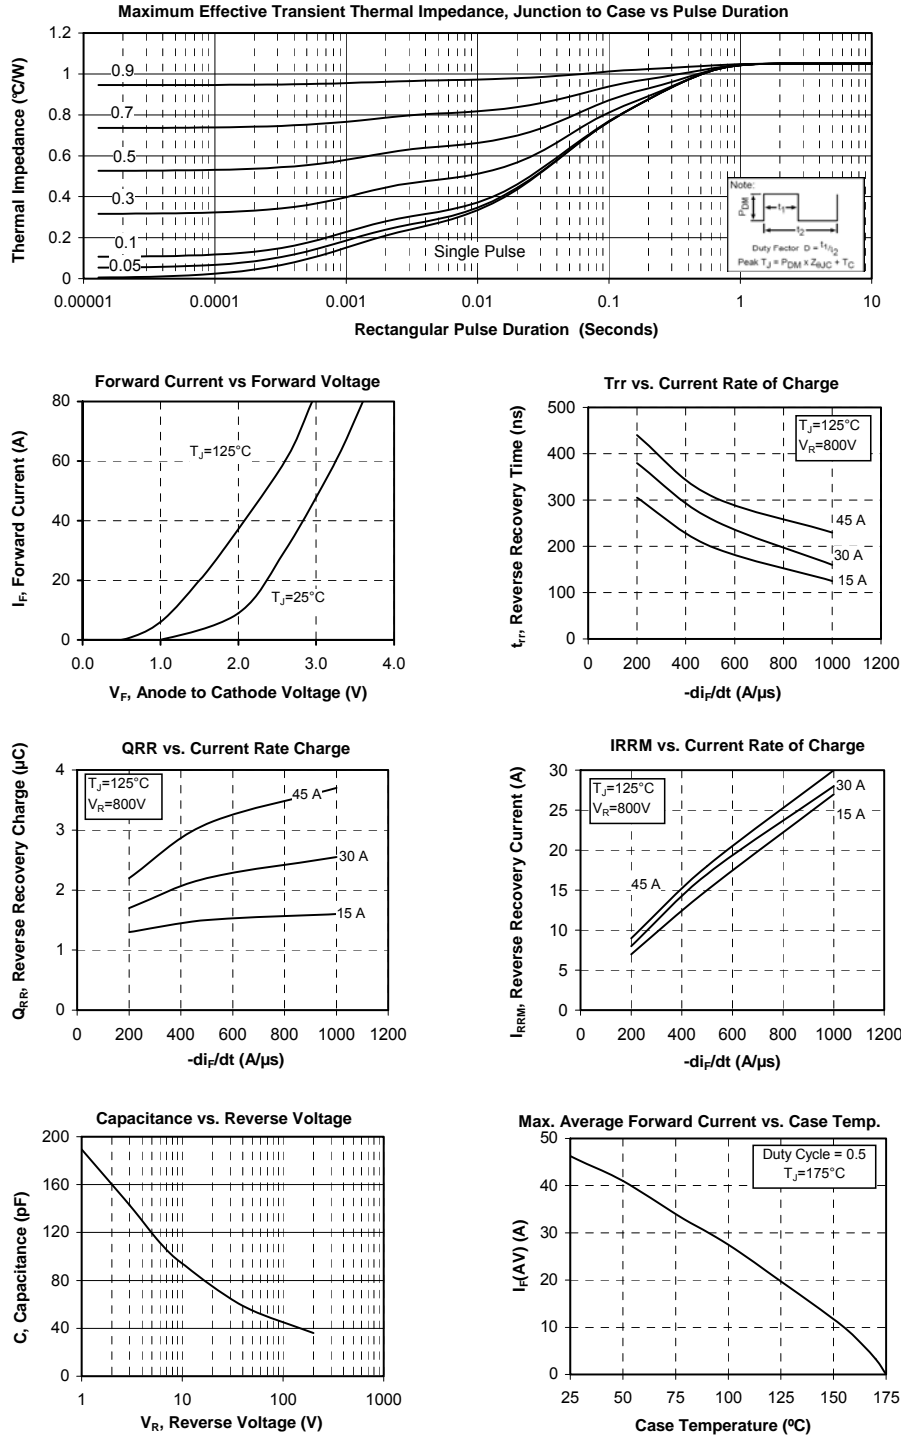 Maximum Effective Transient Thermal Impedance, Junction to Case vs Pulse Duration
Thermal Impedance (°C/W)
1.2
1
0.8
0.6
0.4
0.2
0
0.9
0.7
0.5
0.3
0.1
0.05
Single Pulse
Note:
PDM
t1
t2
Duty Factor D = t1/t2
Peak TJ = PDM x ZθJC + TC
0.00001 0.0001 0.001 0.01 0.1 1 10
Rectangular Pulse Duration (Seconds)
Forward Current vs Forward Voltage
IF, Forward Current (A)
80
60
40
20
0
TJ=125°C
TJ=25°C
0.0 1.0 2.0 3.0 4.0
VF, Anode to Cathode Voltage (V)
Trr vs. Current Rate of Charge
trr, Reverse Recovery Time (ns)
500
400
300
200
100
0
TJ=125°C
VR=800V
45 A
30 A
15 A
0 200 400 600 800 1000 1200
-diF/dt (A/µs)
QRR vs. Current Rate Charge
QRR, Reverse Recovery Charge (µC)
4
3
2
1
0
TJ=125°C
VR=800V
45 A
30 A
15 A
0 200 400 600 800 1000 1200
-diF/dt (A/µs)
IRRM vs. Current Rate of Charge
IRRM, Reverse Recovery Current (A)
30
25
20
15
10
5
0
TJ=125°C
VR=800V
30 A
15 A
45 A
0 200 400 600 800 1000 1200
-diF/dt (A/µs)
Capacitance vs. Reverse Voltage
C, Capacitance (pF)
200
160
120
80
40
0
1 10 100 1000
VR, Reverse Voltage (V)
Max. Average Forward Current vs. Case Temp.
IF(AV) (A)
50
40
30
20
10
0
Duty Cycle = 0.5
TJ=175°C
25 50 75 100 125 150 175
Case Temperature (ºC)